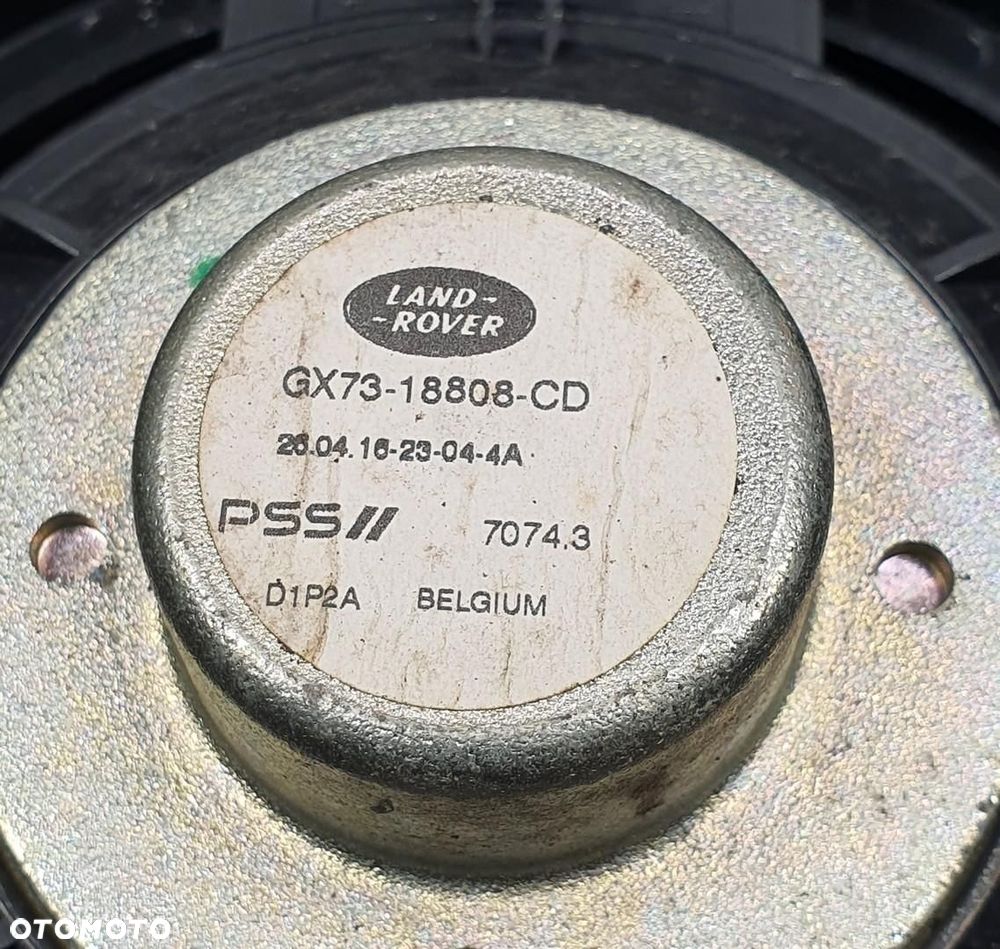 LAND-
-ROVER
GX73-18808-CD
26.04.16-23-04-4A
PSS// 7074.3
D1P2A BELGIUM
OTOMOTO